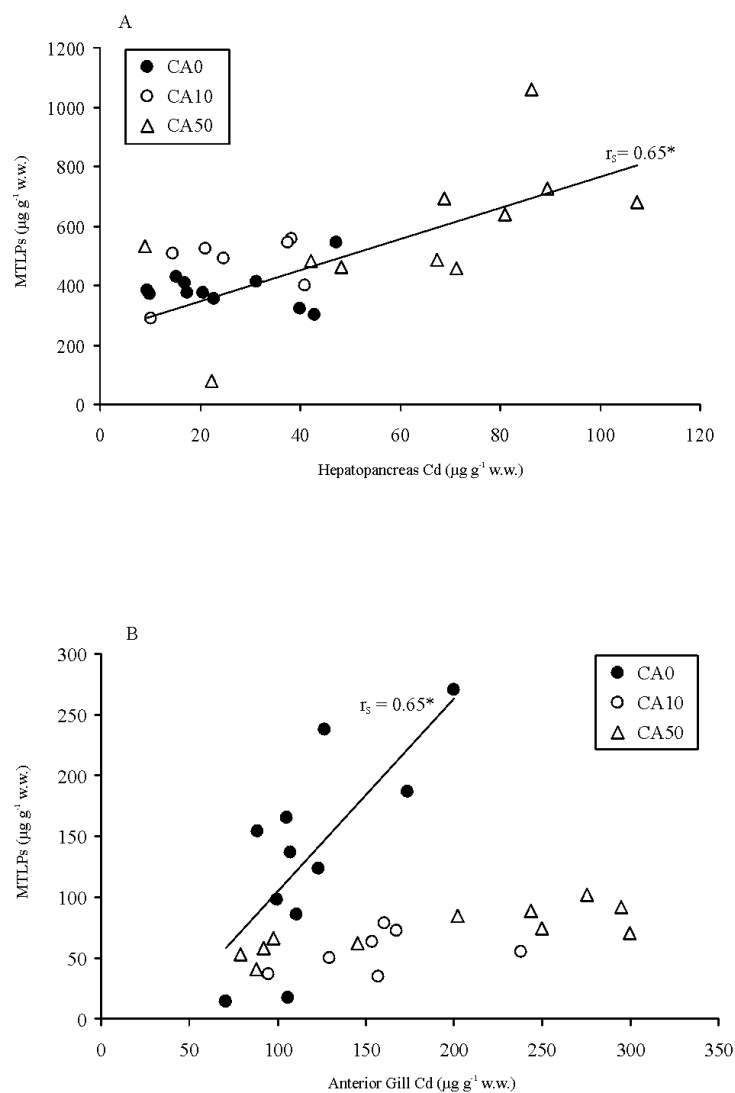 A
1200
1000
800
600
400
200
0
MTLPs (µg g⁻¹ w.w.)
CA0
CA10
CA50
rₛ= 0.65*
0 20 40 60 80 100 120
Hepatopancreas Cd (µg g⁻¹ w.w.)
B
300
250
200
150
100
50
0
MTLPs (µg g⁻¹ w.w.)
rₛ = 0.65*
CA0
CA10
CA50
0 50 100 150 200 250 300 350
Anterior Gill Cd (µg g⁻¹ w.w.)